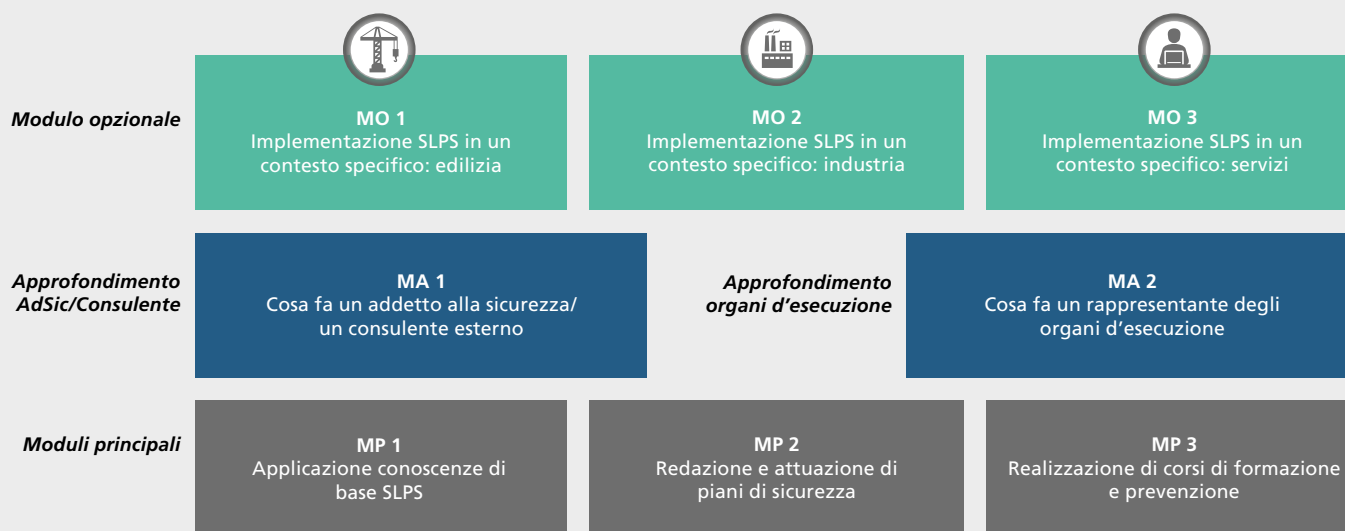 Modulo opzionale
MO 1
Implementazione SLPS in un
contesto specifico: edilizia
MO 2
Implementazione SLPS in un
contesto specifico: industria
MO 3
Implementazione SLPS in un
contesto specifico: servizi
Approfondimento
AdSic/Consulente
MA 1
Cosa fa un addetto alla sicurezza/
un consulente esterno
Approfondimento
organi d’esecuzione
MA 2
Cosa fa un rappresentante degli
organi d’esecuzione
Moduli principali
MP 1
Applicazione conoscenze di
base SLPS
MP 2
Redazione e attuazione di
piani di sicurezza
MP 3
Realizzazione di corsi di formazione
e prevenzione